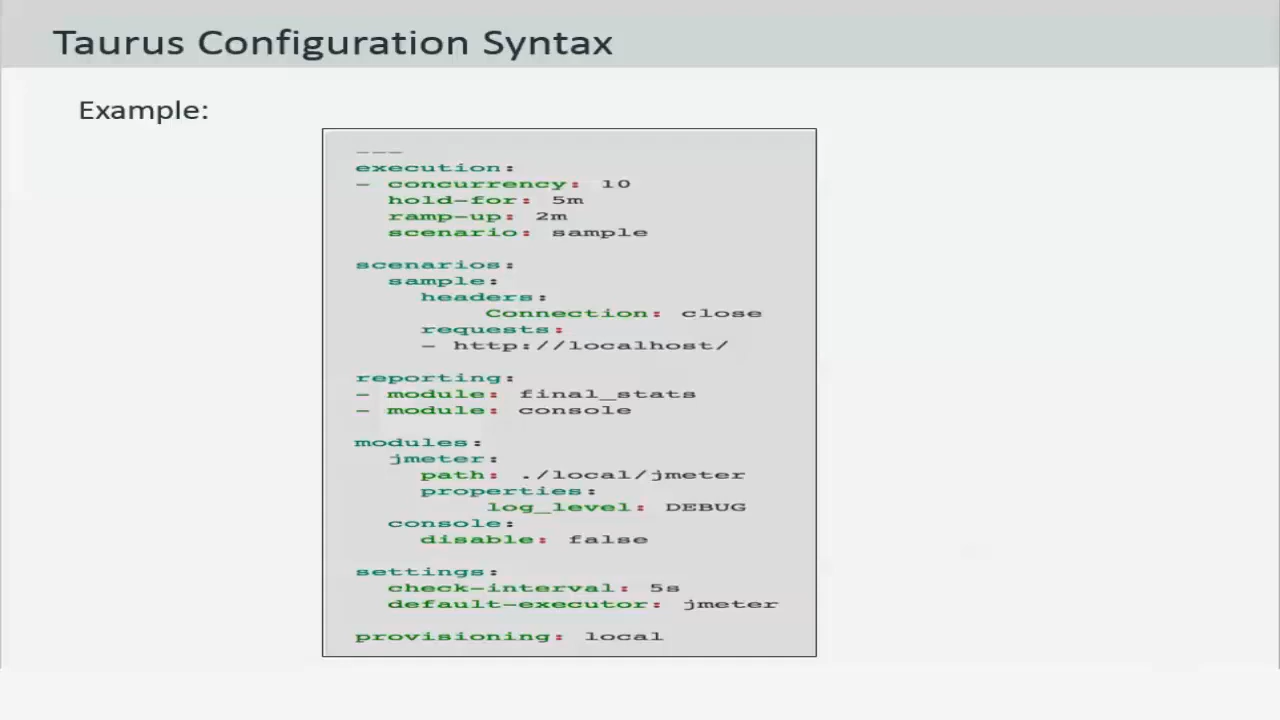 Taurus Configuration Syntax
Example:
---
execution:
- concurrency: 10
  hold-for: 5m
  ramp-up: 2m
  scenario: sample
scenarios:
  sample:
    headers:
        Connection: close
    requests:
    - http://localhost/
reporting:
- module: final_stats
- module: console
modules:
  jmeter:
    path: ./local/jmeter
    properties:
        log_level: DEBUG
  console:
    disable: false
settings:
  check-interval: 5s
  default-executor: jmeter
provisioning: local